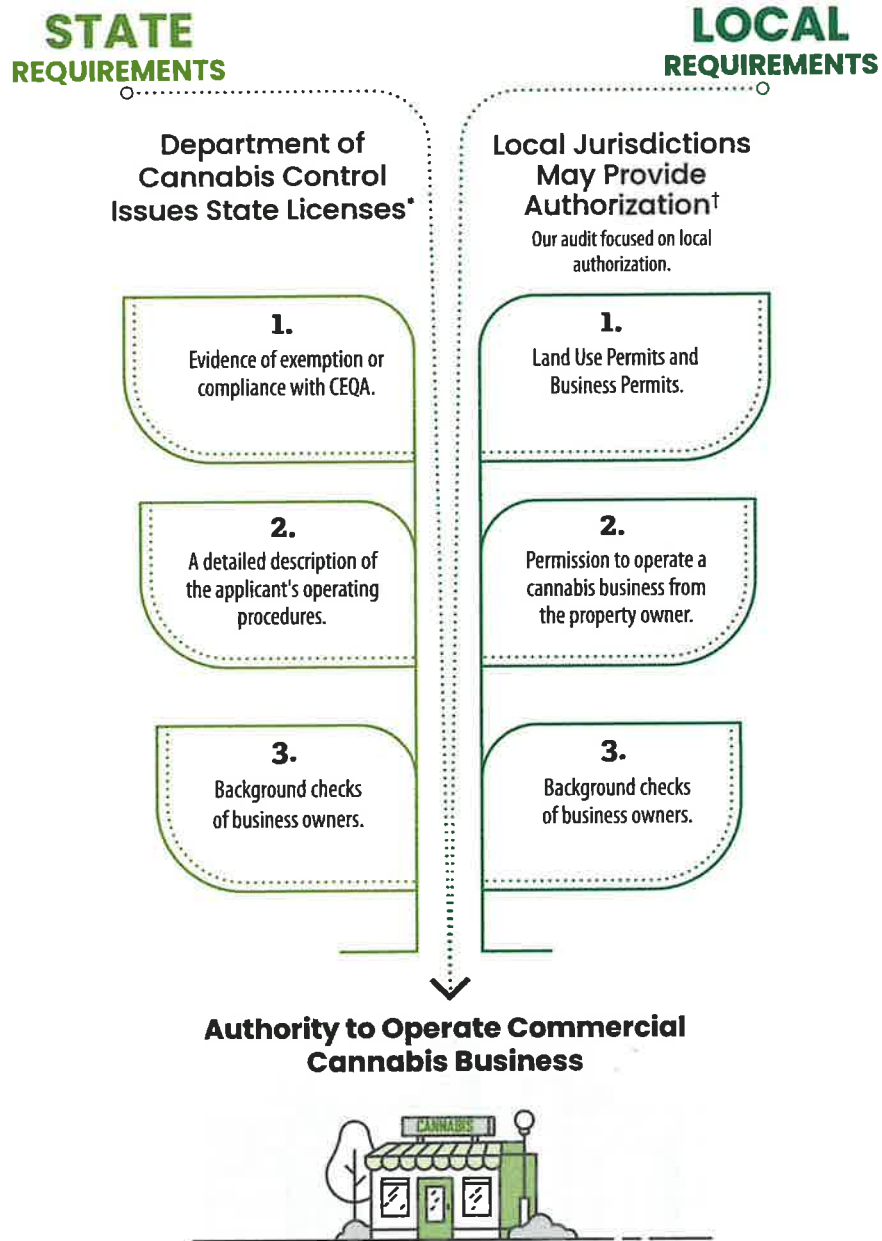 STATE
REQUIREMENTS
Department of
Cannabis Control
Issues State Licenses*
1.
Evidence of exemption or
compliance with CEQA.
2.
A detailed description of
the applicant's operating
procedures.
3.
Background checks
of business owners.
LOCAL
REQUIREMENTS
Local Jurisdictions
May Provide
Authorization†
Our audit focused on local
authorization.
1.
Land Use Permits and
Business Permits.
2.
Permission to operate a
cannabis business from
the property owner.
3.
Background checks
of business owners.
Authority to Operate Commercial
Cannabis Business
CANNABIS